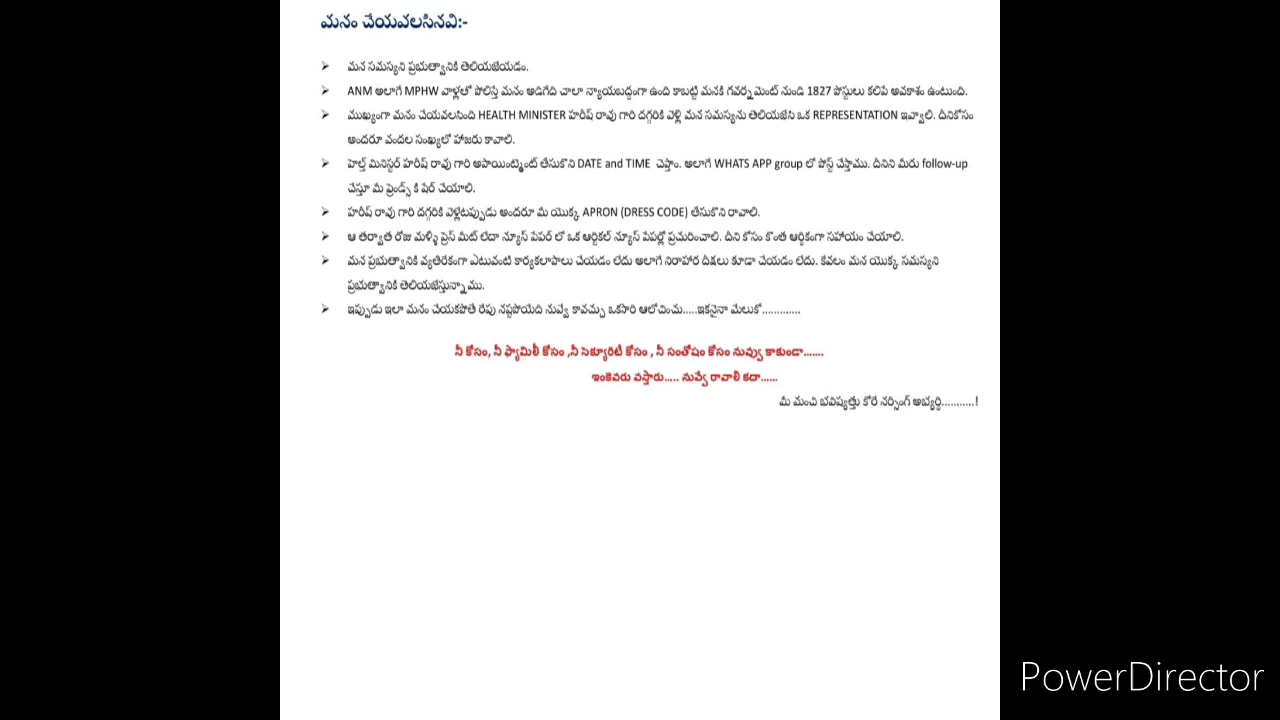 మనం చేయవలసినవి:-
➢ మన సమస్యని ప్రభుత్వానికి తెలియజేయడం.
➢ ANM అలాగే MPHW వాళ్లతో పోలిస్తే మనం అడిగేది చాలా న్యాయబద్ధంగా ఉంది కాబట్టి మనకి గవర్నమెంట్ నుండి 1827 పోస్టులు కలిపే అవకాశం ఉంటుంది.
➢ ముఖ్యంగా మనం చేయవలసింది HEALTH MINISTER హరీష్ రావు గారి దగ్గరికి వెళ్లి మన సమస్యను తెలియజేసి ఒక REPRESENTATION ఇవ్వాలి. దీనికోసం
అందరూ వందల సంఖ్యలో హాజరు కావాలి.
➢ హెల్త్ మినిస్టర్ హరీష్ రావు గారి అపాయింట్మెంట్ తీసుకొని DATE and TIME చెప్తాం. అలాగే WHATS APP group లో పోస్ట్ చేస్తాము. దీనిని మీరు follow-up
చేస్తూ మీ ఫ్రెండ్స్ కి షేర్ చేయాలి.
➢ హరీష్ రావు గారి దగ్గరికి వెళ్లేటప్పుడు అందరూ మీ యొక్క APRON (DRESS CODE) తీసుకొని రావాలి.
➢ ఆ తర్వాత రోజు మళ్ళీ ప్రెస్ మీట్ లేదా న్యూస్ పేపర్ లో ఒక ఆర్టికల్ న్యూస్ పేపర్లో ప్రచురించాలి. దీని కోసం కొంత ఆర్థికంగా సహాయం చేయాలి.
➢ మన ప్రభుత్వానికి వ్యతిరేకంగా ఎటువంటి కార్యకలాపాలు చేయడం లేదు అలాగే నిరాహార దీక్షలు కూడా చేయడం లేదు. కేవలం మన యొక్క సమస్యని
ప్రభుత్వానికి తెలియజేస్తున్నాము.
➢ ఇప్పుడు ఇలా మనం చేయకపోతే రేపు నష్టపోయేది నువ్వే కావచ్చు ఒకసారి ఆలోచించు.....ఇకనైనా మేలుకో.............
నీ కోసం, నీ ఫ్యామిలీ కోసం ,నీ సెక్యూరిటీ కోసం , నీ సంతోషం కోసం నువ్వు కాకుండా.......
ఇంకెవరు వస్తారు..... నువ్వే రావాలి కదా......
మీ మంచి భవిష్యత్తు కోరే నర్సింగ్ అభ్యర్థి...........!
PowerDirector